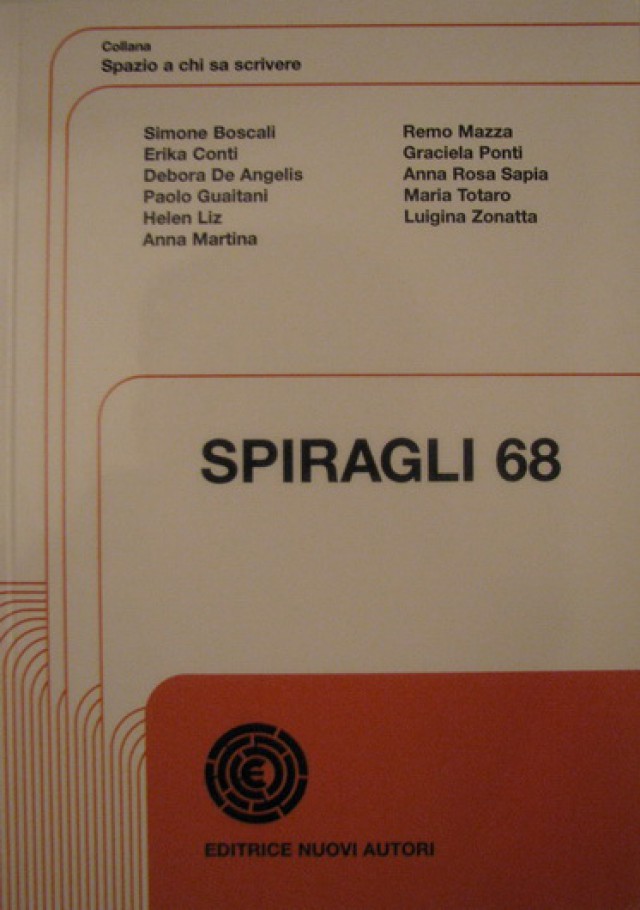 Collana
Spazio a chi sa scrivere
Simone Boscali
Erika Conti
Debora De Angelis
Paolo Guaitani
Helen Liz
Anna Martina
Remo Mazza
Graciela Ponti
Anna Rosa Sapia
Maria Totaro
Luigina Zonatta
SPIRAGLI 68
E
EDITRICE NUOVI AUTORI